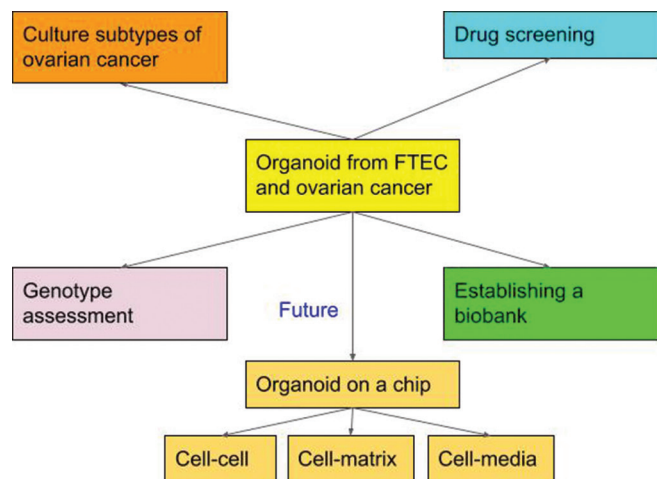 Culture subtypes of
ovarian cancer
Drug screening
Organoid from FTEC
and ovarian cancer
Genotype
assessment
Future
Establishing a
biobank
Organoid on a chip
Cell-cell
Cell-matrix
Cell-media